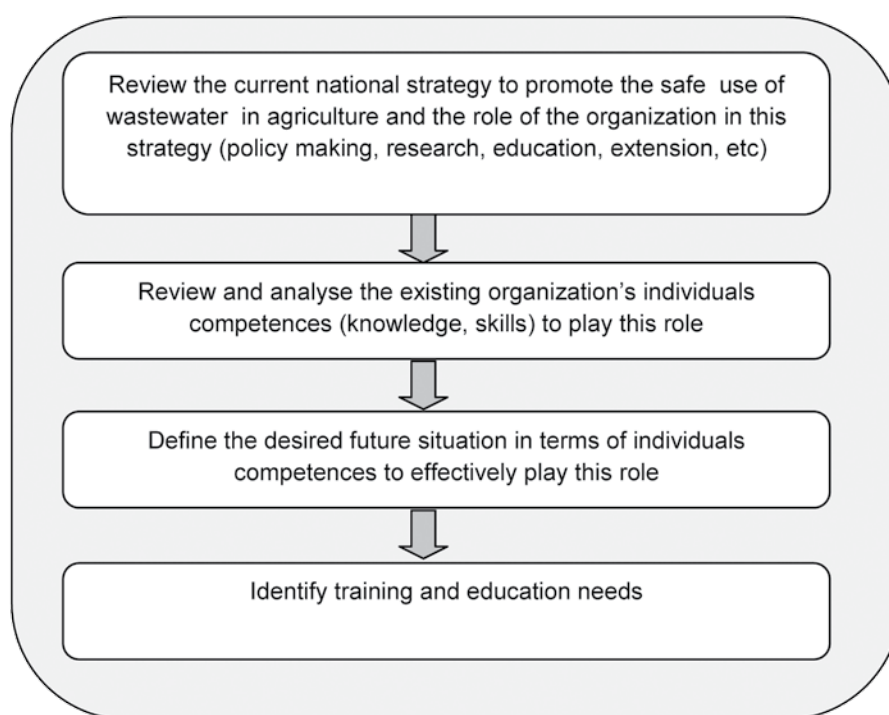 Review the current national strategy to promote the safe use of
wastewater in agriculture and the role of the organization in this
strategy (policy making, research, education, extension, etc)
Review and analyse the existing organization's individuals
competences (knowledge, skills) to play this role
Define the desired future situation in terms of individuals
competences to effectively play this role
Identify training and education needs